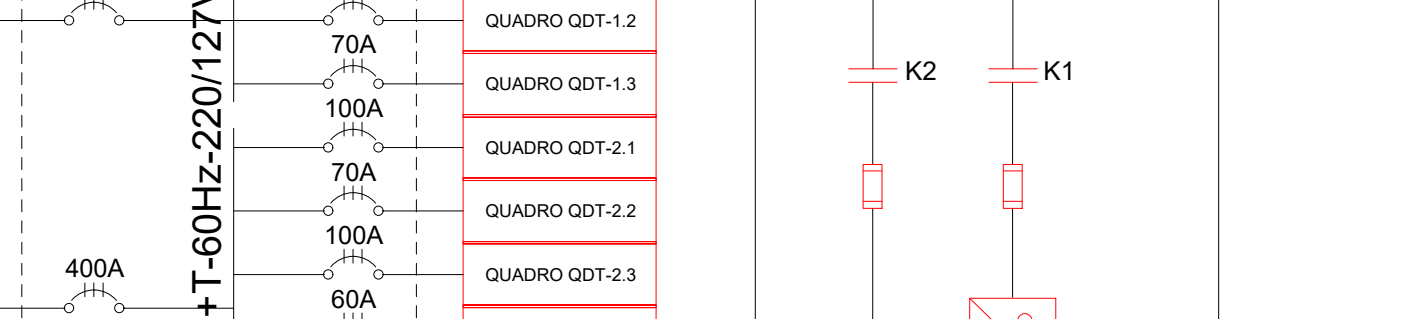 QUADRO QDT-1.2
70A
QUADRO QDT-1.3
100A
QUADRO QDT-2.1
70A
QUADRO QDT-2.2
100A
QUADRO QDT-2.3
60A
400A
+T-60Hz-220/127V
K2
K1